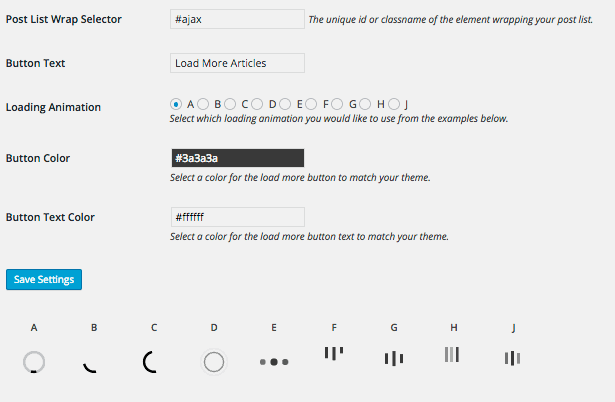 Post List Wrap Selector #ajax The unique id or classname of the element wrapping your post list.
Button Text Load More Articles
Loading Animation A B C D E F G H J
Select which loading animation you would like to use from the examples below.
Button Color #3a3a3a
Select a color for the load more button to match your theme.
Button Text Color #ffffff
Select a color for the load more button text to match your theme.
Save Settings
A B C D E F G H J